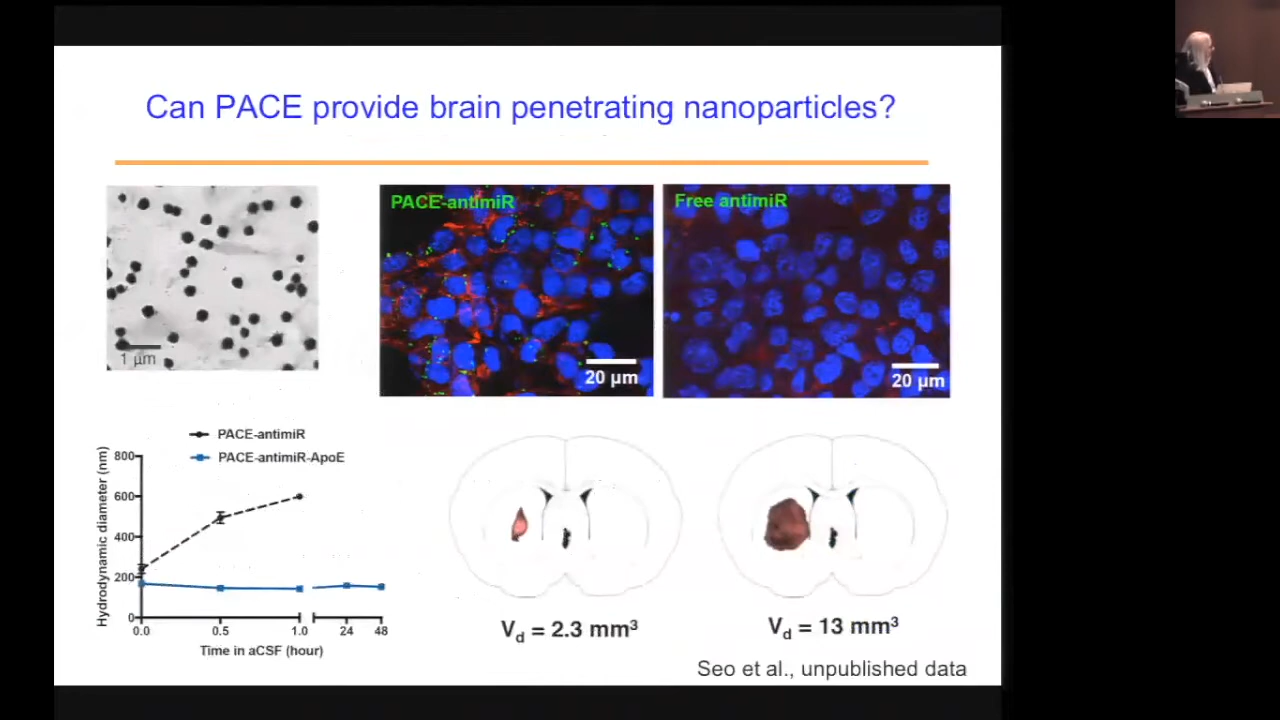 Can PACE provide brain penetrating nanoparticles?
1 µm
PACE-antimiR
20 µm
Free antimiR
20 µm
PACE-antimiR
PACE-antimiR-ApoE
Hydrodynamic diameter (nm)
800
600
400
200
0
0.0 0.5 1.0 24 48
Time in aCSF (hour)
Vd = 2.3 mm³
Vd = 13 mm³
Seo et al., unpublished data